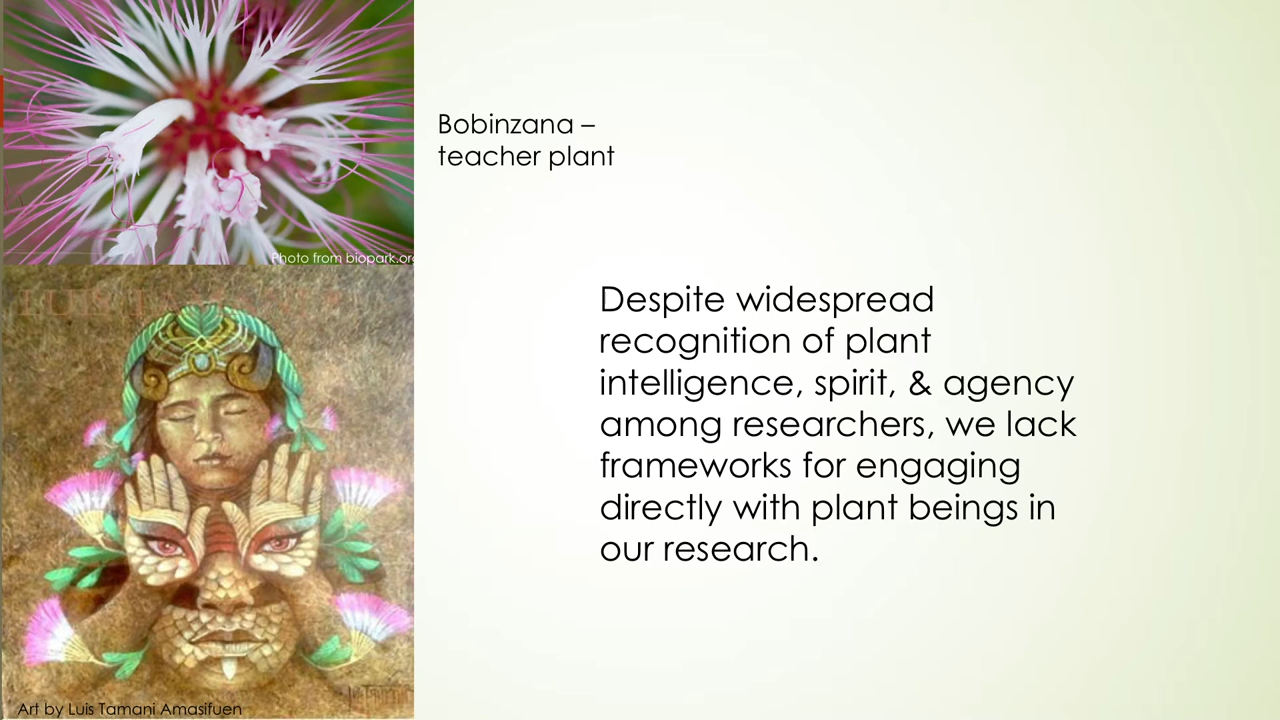 Bobinzana –
teacher plant
Photo from biopark.org
Despite widespread
recognition of plant
intelligence, spirit, & agency
among researchers, we lack
frameworks for engaging
directly with plant beings in
our research.
LUIS
Art by Luis Tamani Amasifuen